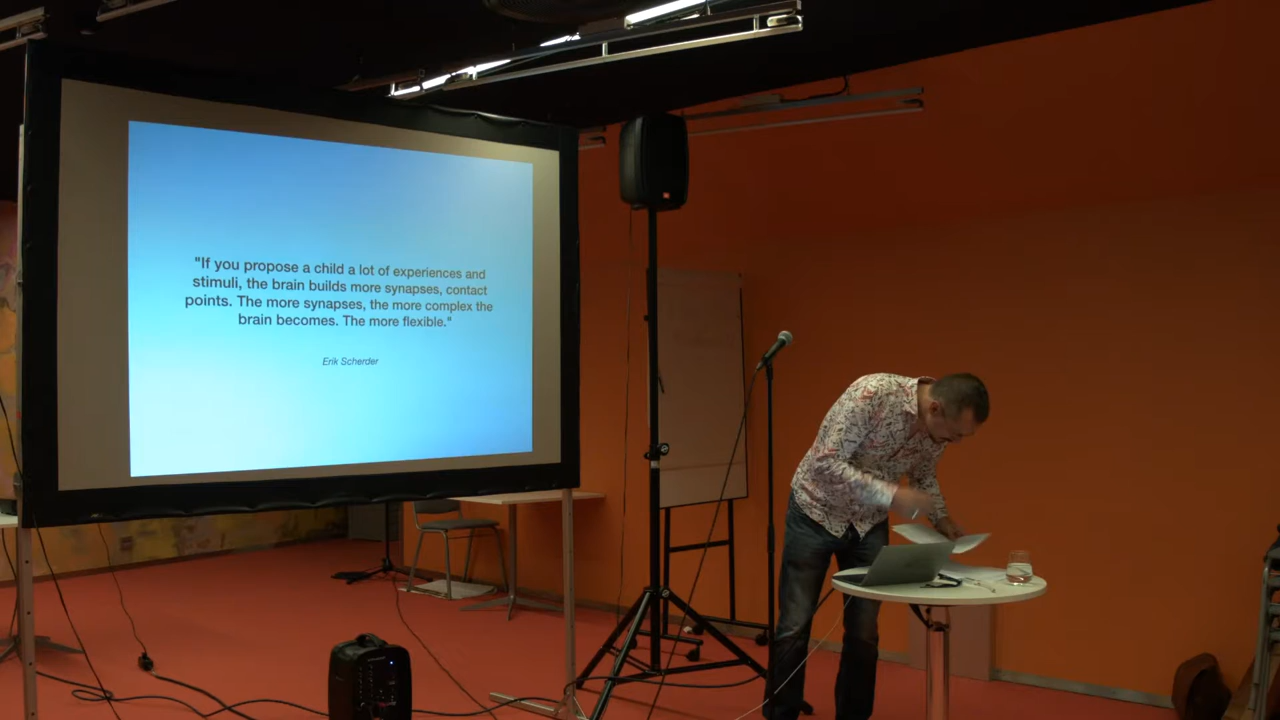 "If you propose a child a lot of experiences and
stimuli, the brain builds more synapses, contact
points. The more synapses, the more complex the
brain becomes. The more flexible."
Erik Scherder